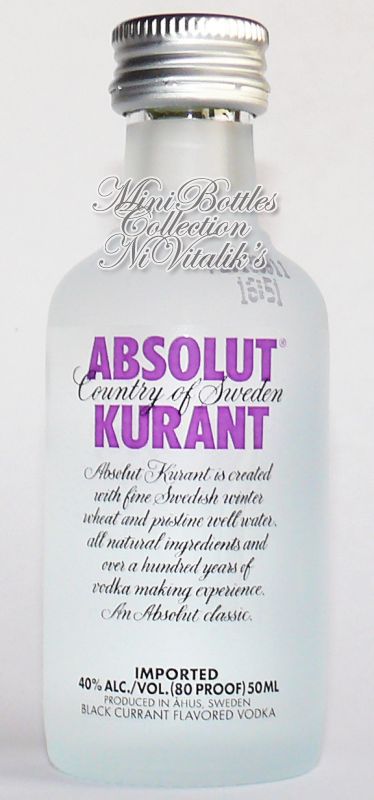 MiniBottles
Collection
NiVitalik's
ABSOLUT®
Country of Sweden
KURANT
Absolut Kurant is created
with fine Swedish winter
wheat and pristine well water,
all natural ingredients and
over a hundred years of
vodka making experience.
An Absolut classic.
IMPORTED
40% ALC./VOL. (80 PROOF) 50ML
PRODUCED IN ÅHUS, SWEDEN
BLACK CURRANT FLAVORED VODKA